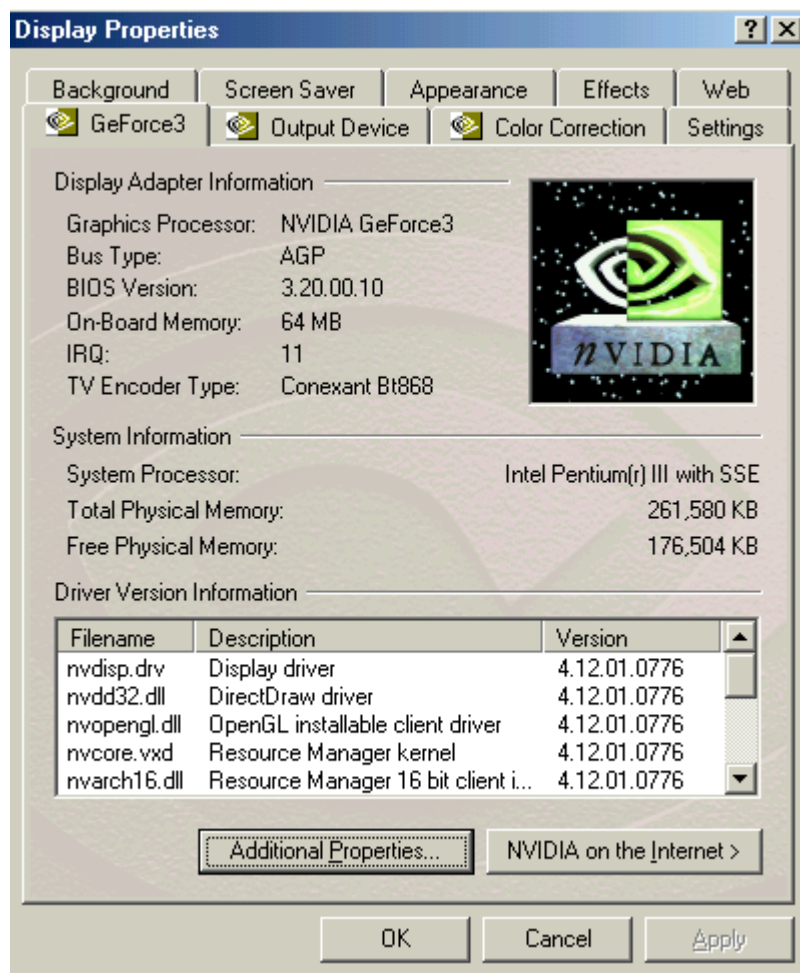 Display Properties
Background Screen Saver Appearance Effects Web
GeForce3 Output Device Color Correction Settings
Display Adapter Information
Graphics Processor: NVIDIA GeForce3
Bus Type: AGP
BIOS Version: 3.20.00.10
On-Board Memory: 64 MB
IRQ: 11
TV Encoder Type: Conexant Bt868
nVIDIA
System Information
System Processor: Intel Pentium(r) III with SSE
Total Physical Memory: 261,580 KB
Free Physical Memory: 176,504 KB
Driver Version Information
Filename Description Version
nvdisp.drv Display driver 4.12.01.0776
nvdd32.dll DirectDraw driver 4.12.01.0776
nvopengl.dll OpenGL installable client driver 4.12.01.0776
nvcore.vxd Resource Manager kernel 4.12.01.0776
nvarch16.dll Resource Manager 16 bit client i... 4.12.01.0776
Additional Properties... NVIDIA on the Internet >
OK Cancel Apply